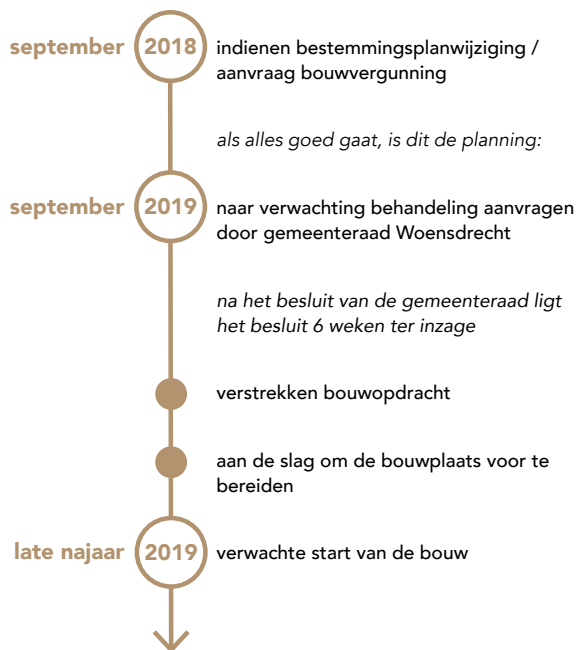 september 2018 indienen bestemmingsplanwijziging /
aanvraag bouwvergunning
als alles goed gaat, is dit de planning:
september 2019 naar verwachting behandeling aanvragen
door gemeenteraad Woensdrecht
na het besluit van de gemeenteraad ligt
het besluit 6 weken ter inzage
verstrekken bouwopdracht
aan de slag om de bouwplaats voor te
bereiden
late najaar 2019 verwachte start van de bouw